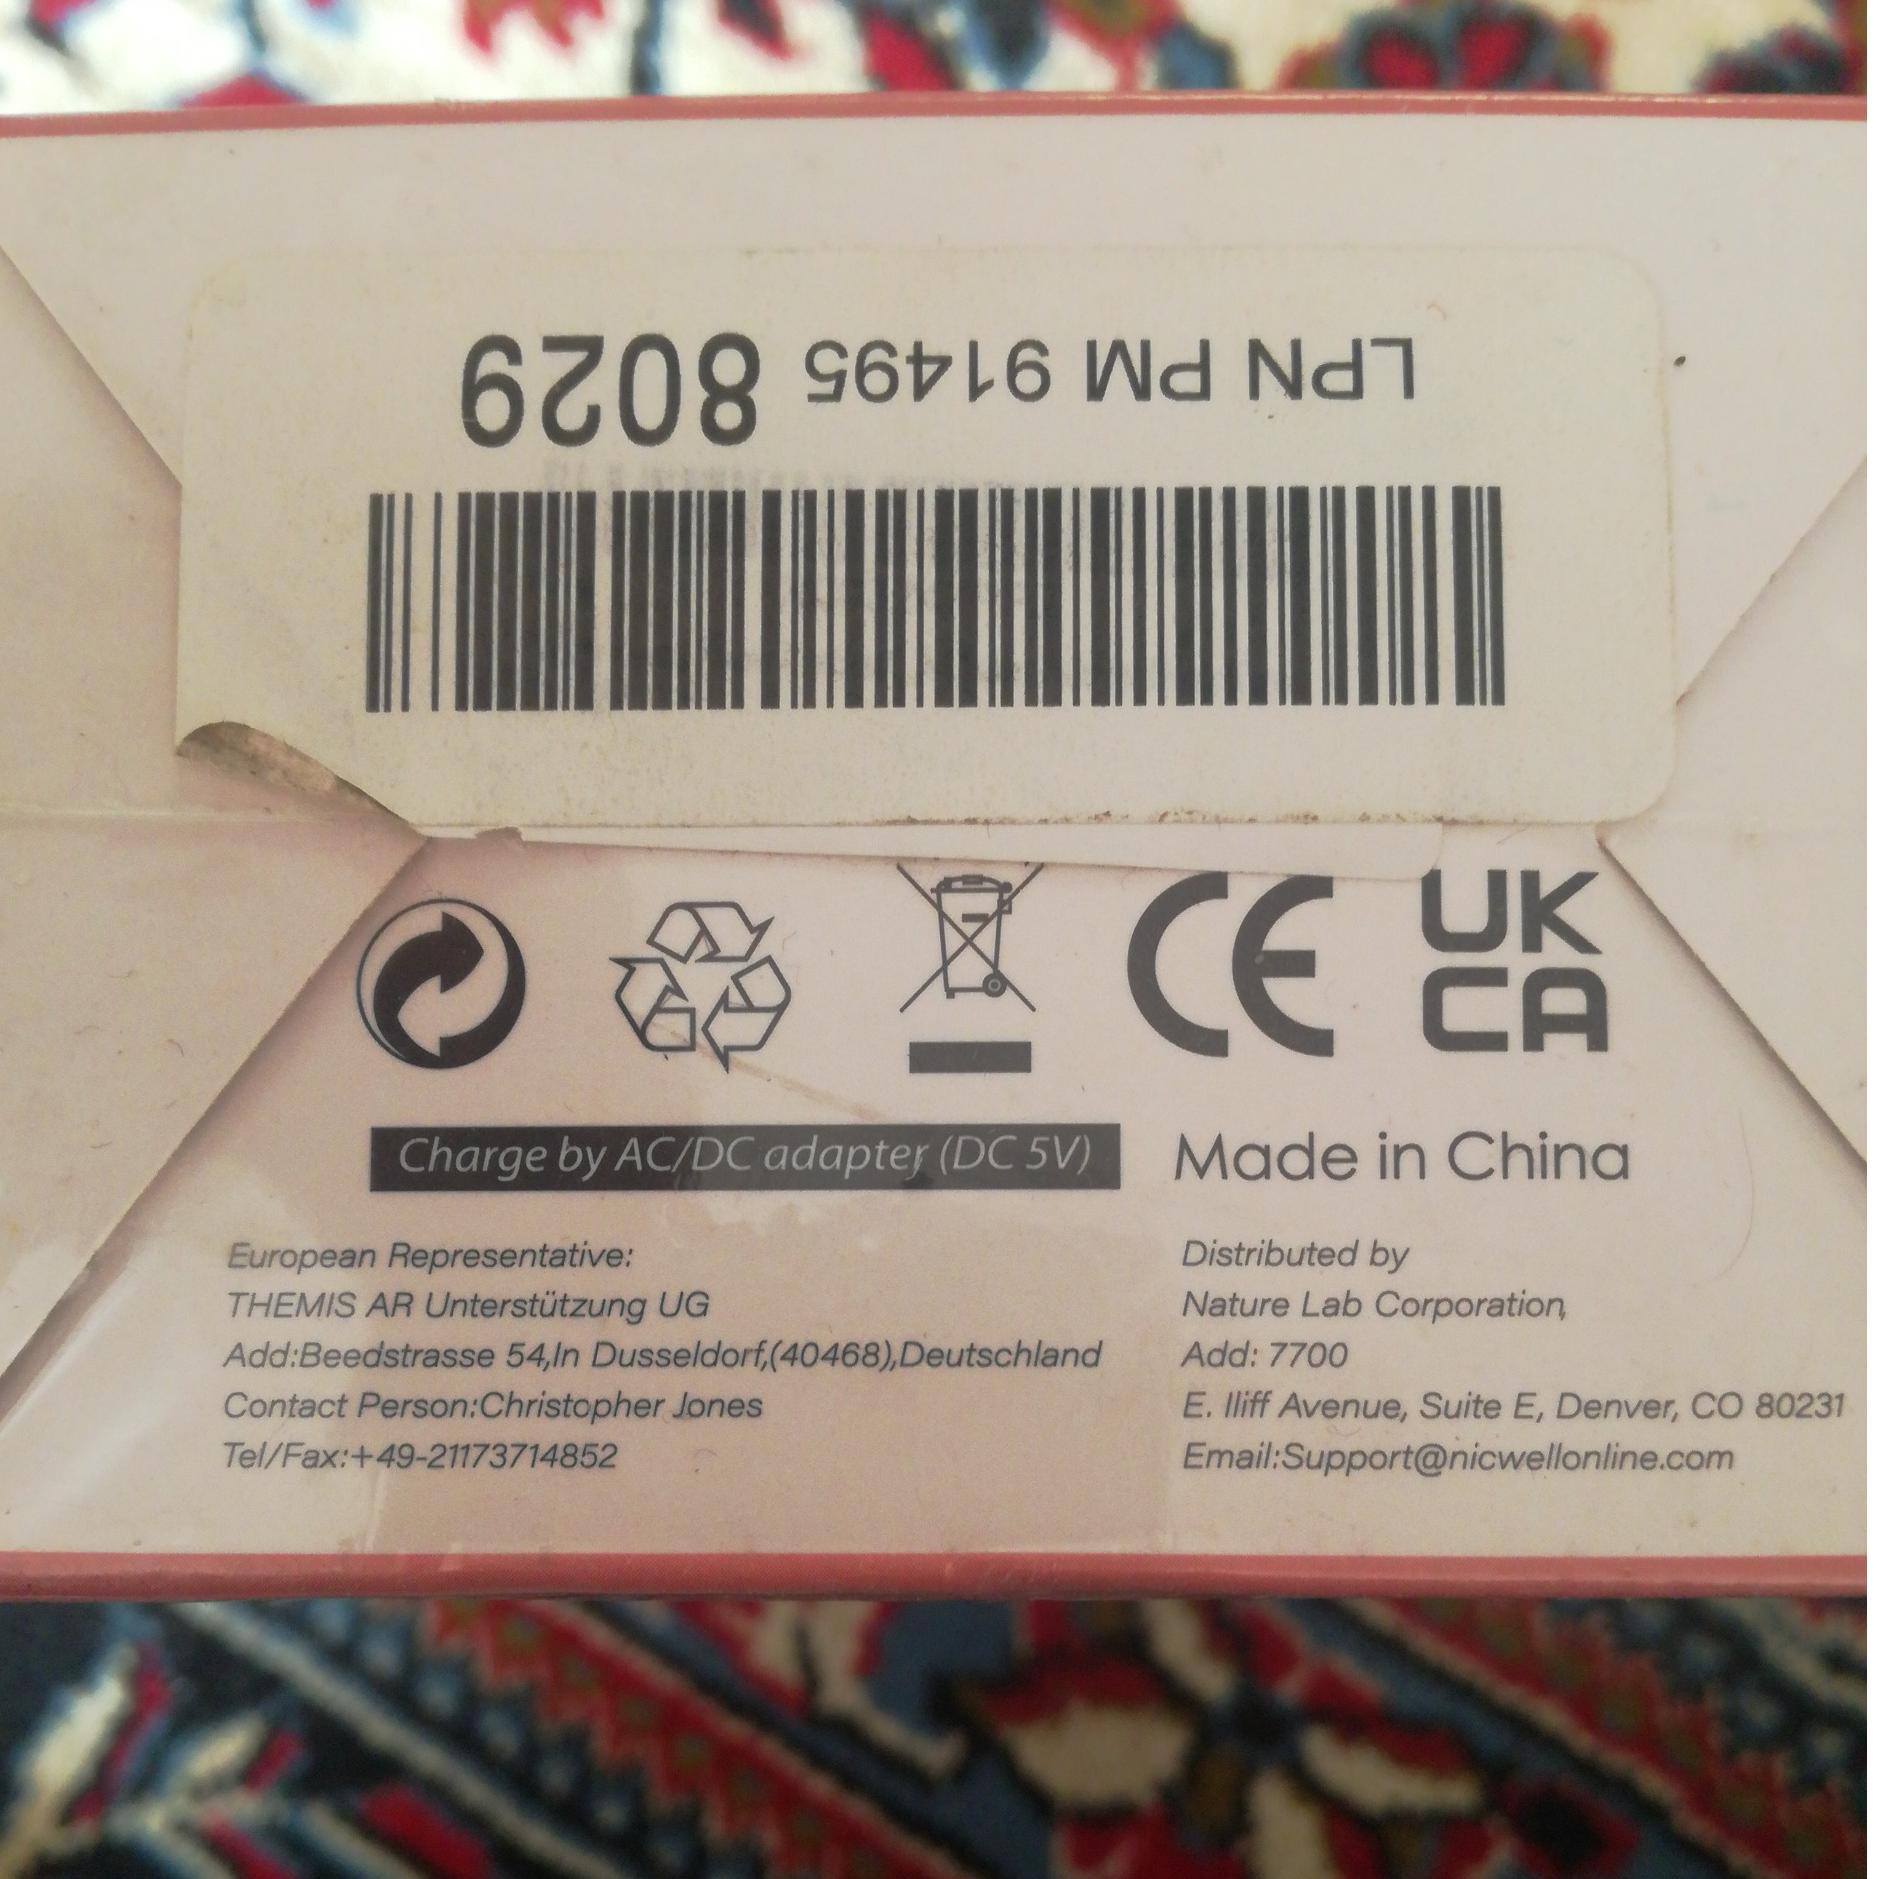 LPN PM 91495 8029
CE
UK
CA
Charge by AC/DC adapter (DC 5V)
Made in China
European Representative:
THEMIS AR Unterstützung UG
Add:Beedstrasse 54,In Dusseldorf,(40468),Deutschland
Contact Person:Christopher Jones
Tel/Fax:+49-21173714852
Distributed by
Nature Lab Corporation,
Add: 7700
E. Iliff Avenue, Suite E, Denver, CO 80231
Email:Support@nicwellonline.com